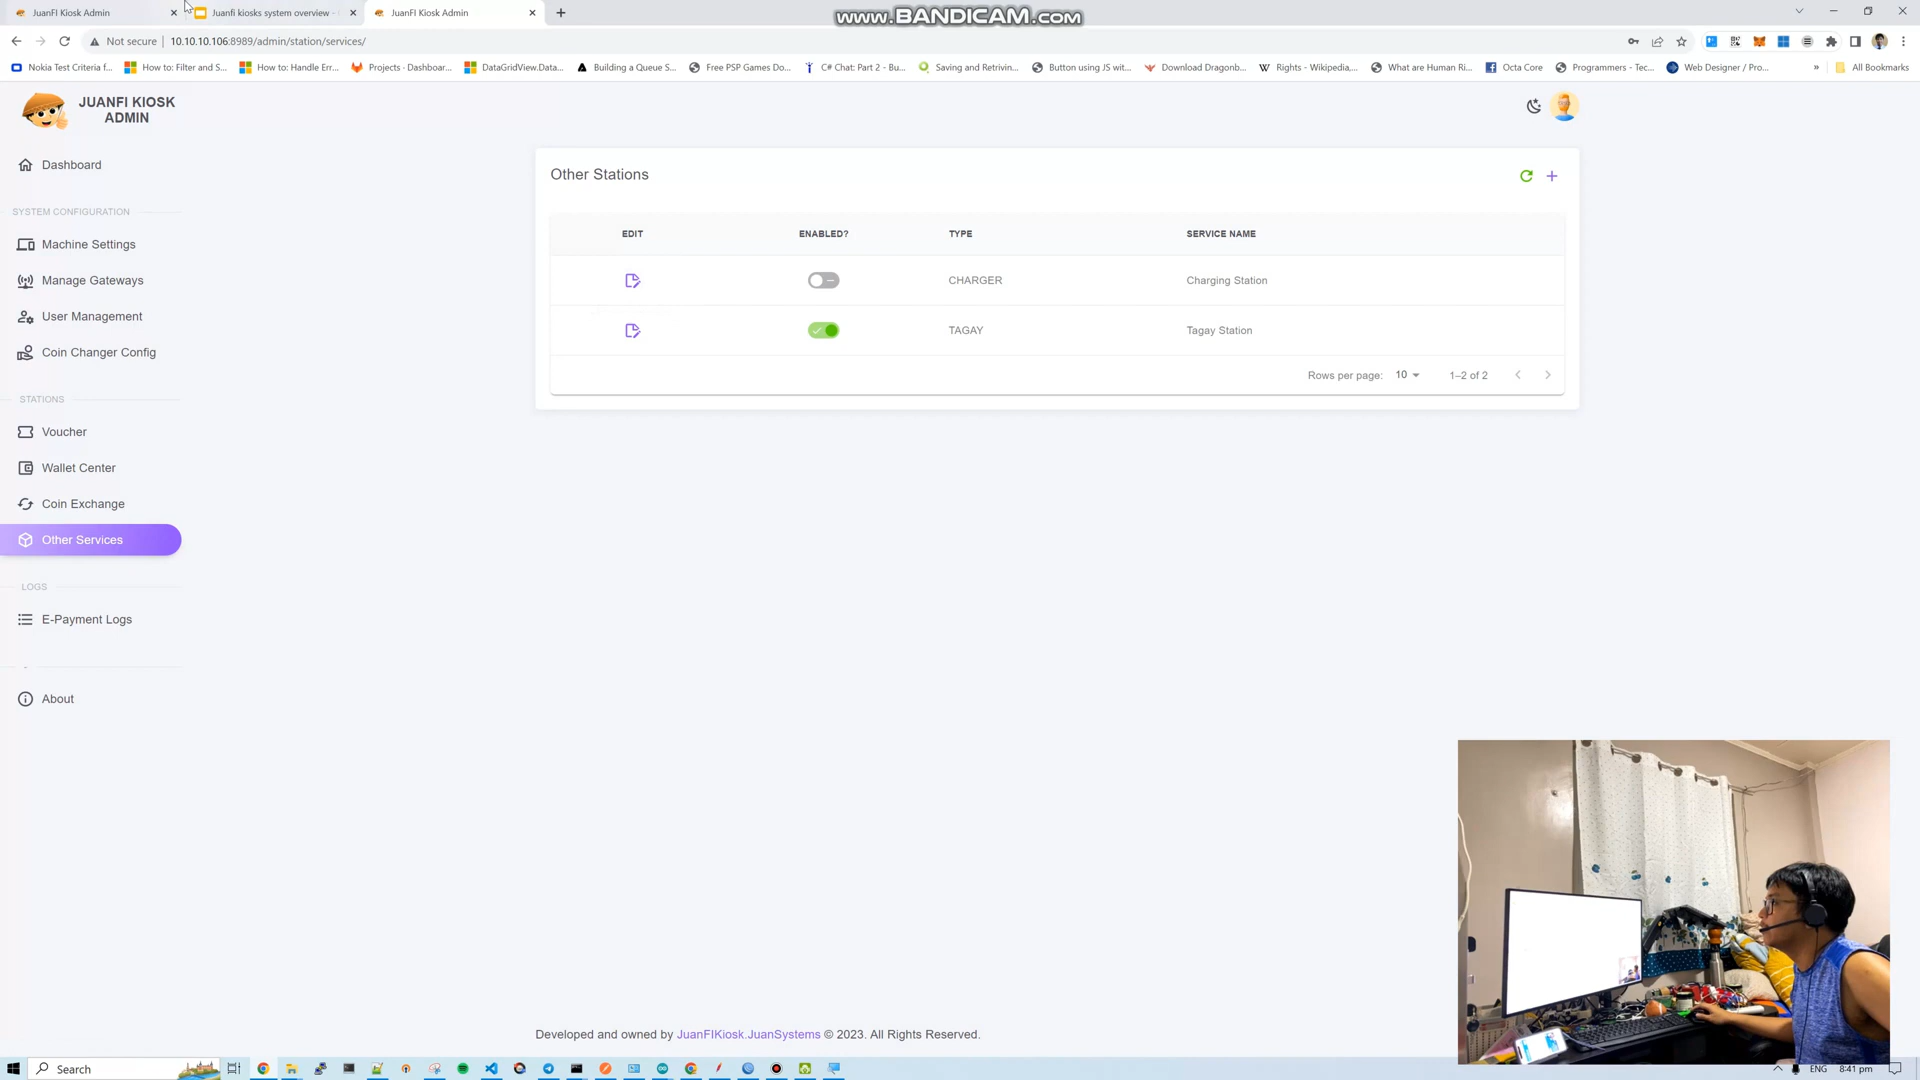 JuanFI Kiosk Admin
Juanfi kiosks system overview -
JuanFI Kiosk Admin
www.BANDICAM.com
Not secure
10.10.10.106:8989/admin/station/services/
Nokia Test Criteria f...
How to: Filter and S...
How to: Handle Err...
Projects · Dashboar...
DataGridView.Data...
Building a Queue S...
Free PSP Games Do...
C# Chat: Part 2 - Bu...
Saving and Retrivin...
Button using JS wit...
Download Dragonb...
Rights - Wikipedia,...
What are Human Ri...
Octa Core
Programmers - Tec...
Web Designer / Pro...
»
All Bookmarks
JUANFI KIOSK
ADMIN
Dashboard
SYSTEM CONFIGURATION
Machine Settings
Manage Gateways
User Management
Coin Changer Config
STATIONS
Voucher
Wallet Center
Coin Exchange
Other Services
LOGS
E-Payment Logs
About
Other Stations
EDIT ENABLED? TYPE SERVICE NAME
CHARGER Charging Station
TAGAY Tagay Station
Rows per page: 10 1–2 of 2
Developed and owned by JuanFIKiosk.JuanSystems © 2023. All Rights Reserved.
Search
ENG 8:41 pm